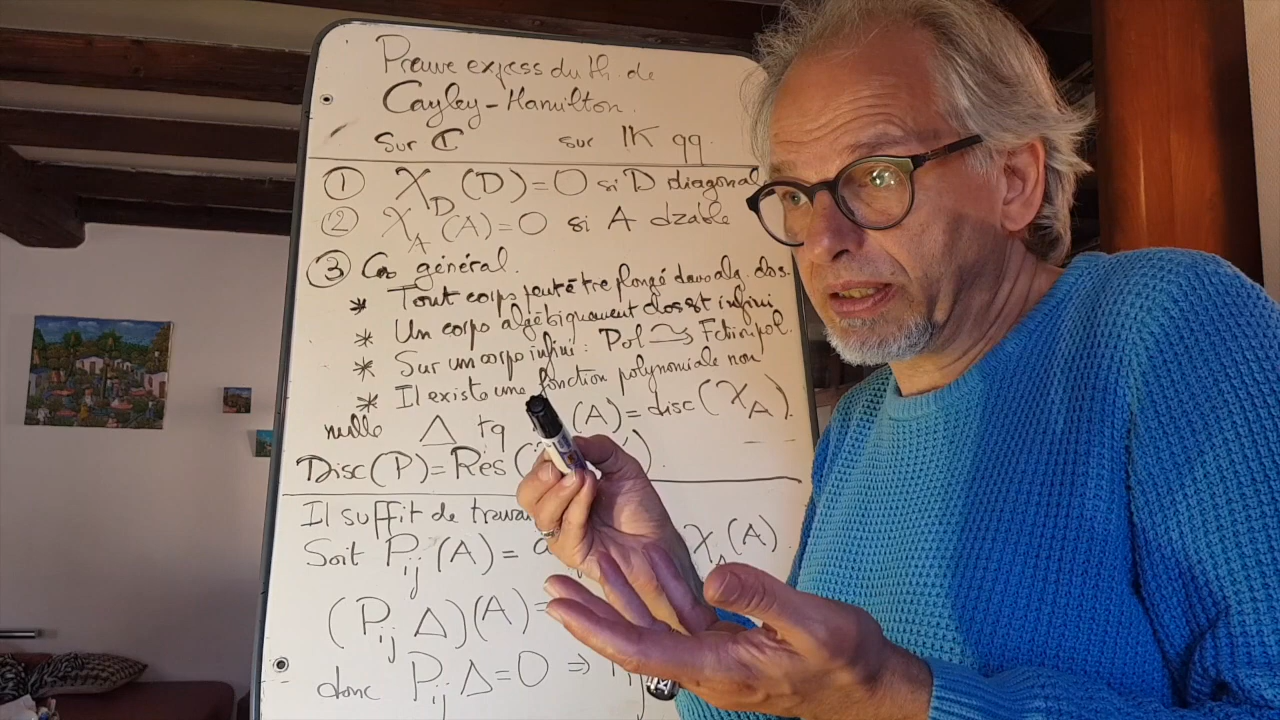 Preuve express du th. de
Cayley-Hamilton.
Sur ℂ sur IK qq.
① χ_D(D)=0 si D diagonale
② χ_A(A)=0 si A dzable
③ Cas général.
* Tout corps peut être plongé dans alg. clos.
* Un corps algébriquement clos est infini
* Sur un corps infini : Pol ⥲ Fction pol.
* Il existe une fonction polynomiale non
nulle Δ tq (A)=disc(χ_A).
Disc(P)=Res(
Il suffit de
Soit P_ij(A)= χ_A(A)
(P_ij Δ)(A)=
donc P_ij Δ=0 ⇒